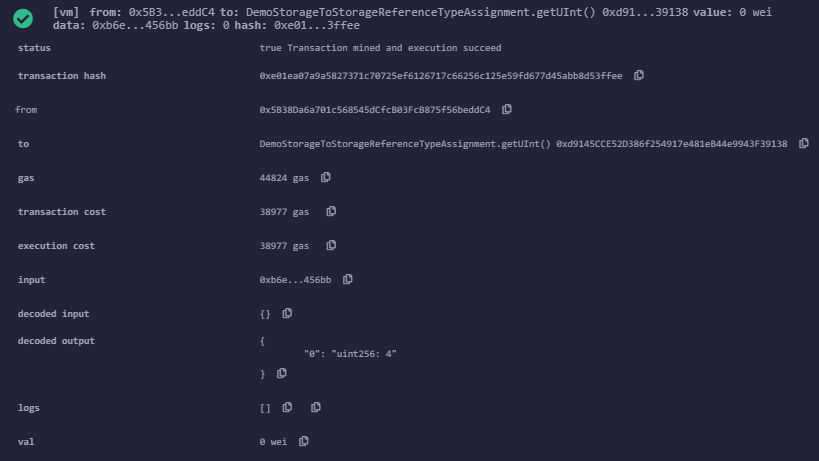 [vm] from: 0x5B3...eddC4 to: DemoStorageToStorageReferenceTypeAssignment.getUInt() 0xd91...39138 value: 0 wei
data: 0xb6e...456bb logs: 0 hash: 0xe01...3ffee
status true Transaction mined and execution succeed
transaction hash 0xe01ea07a9a5827371c70725ef6126717c66256c125e59fd677d45abb8d53ffee
from 0x5B38Da6a701c568545dCfcB03FcB875f56beddC4
to DemoStorageToStorageReferenceTypeAssignment.getUInt() 0xd9145CCE52D386f254917e481eB44e9943F39138
gas 44824 gas
transaction cost 38977 gas
execution cost 38977 gas
input 0xb6e...456bb
decoded input {}
decoded output {
"0": "uint256: 4"
}
logs []
val 0 wei